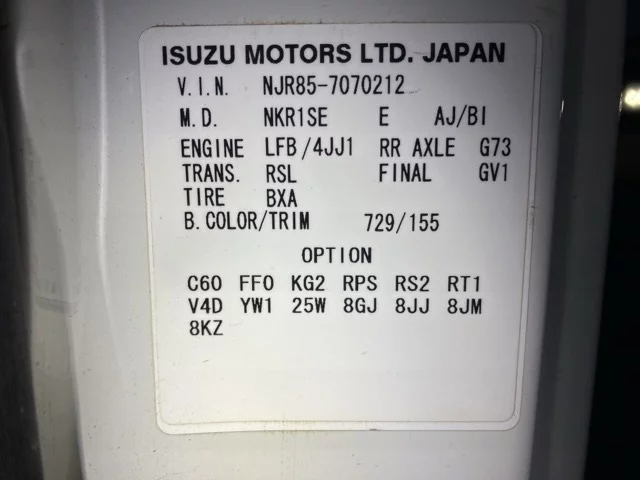 ISUZU MOTORS LTD. JAPAN
V.I.N. NJR85-7070212
M.D. NKR1SE E AJ/BI
ENGINE LFB/4JJ1 RR AXLE G73
TRANS. RSL FINAL GV1
TIRE BXA
B.COLOR/TRIM 729/155
OPTION
C60 FF0 KG2 RPS RS2 RT1
V4D YW1 25W 8GJ 8JJ 8JM
8KZ